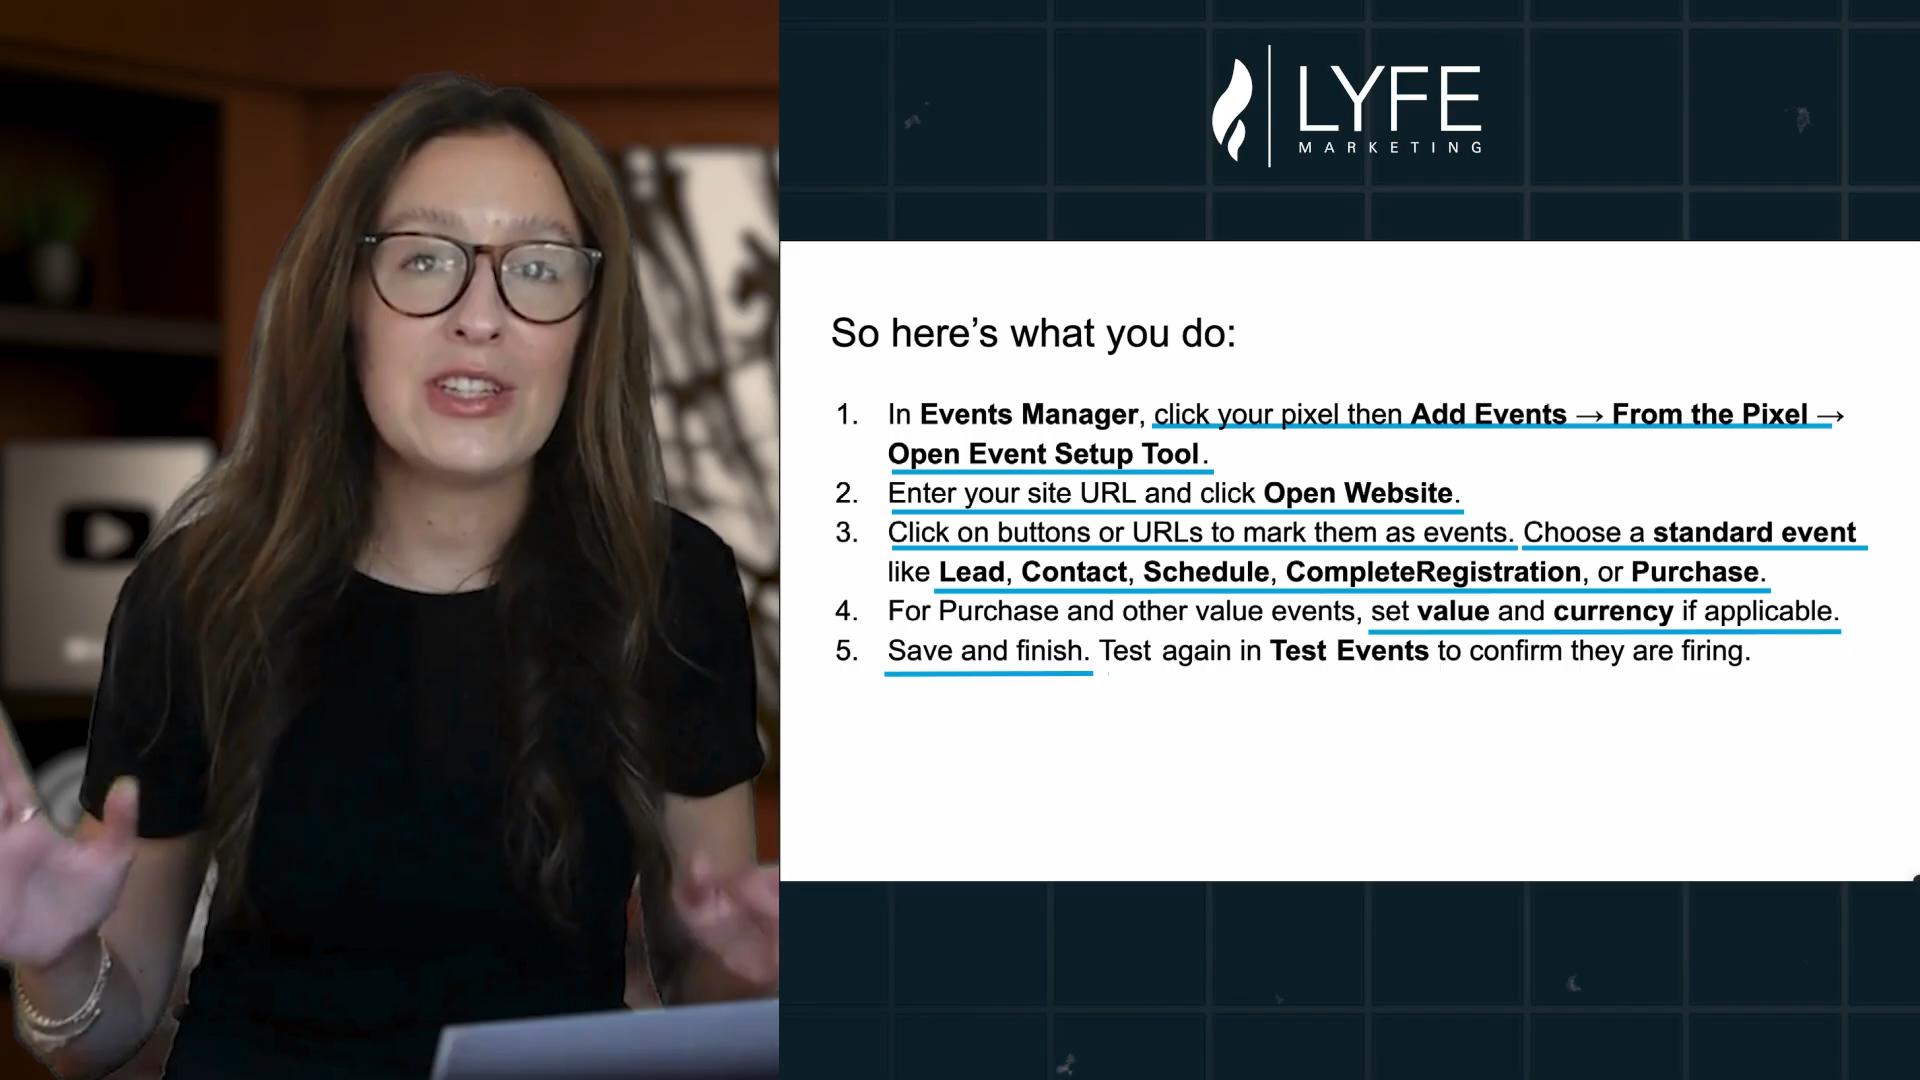 LYFE
MARKETING
So here’s what you do:
1. In Events Manager, click your pixel then Add Events → From the Pixel →
Open Event Setup Tool.
2. Enter your site URL and click Open Website.
3. Click on buttons or URLs to mark them as events. Choose a standard event
like Lead, Contact, Schedule, CompleteRegistration, or Purchase.
4. For Purchase and other value events, set value and currency if applicable.
5. Save and finish. Test again in Test Events to confirm they are firing.